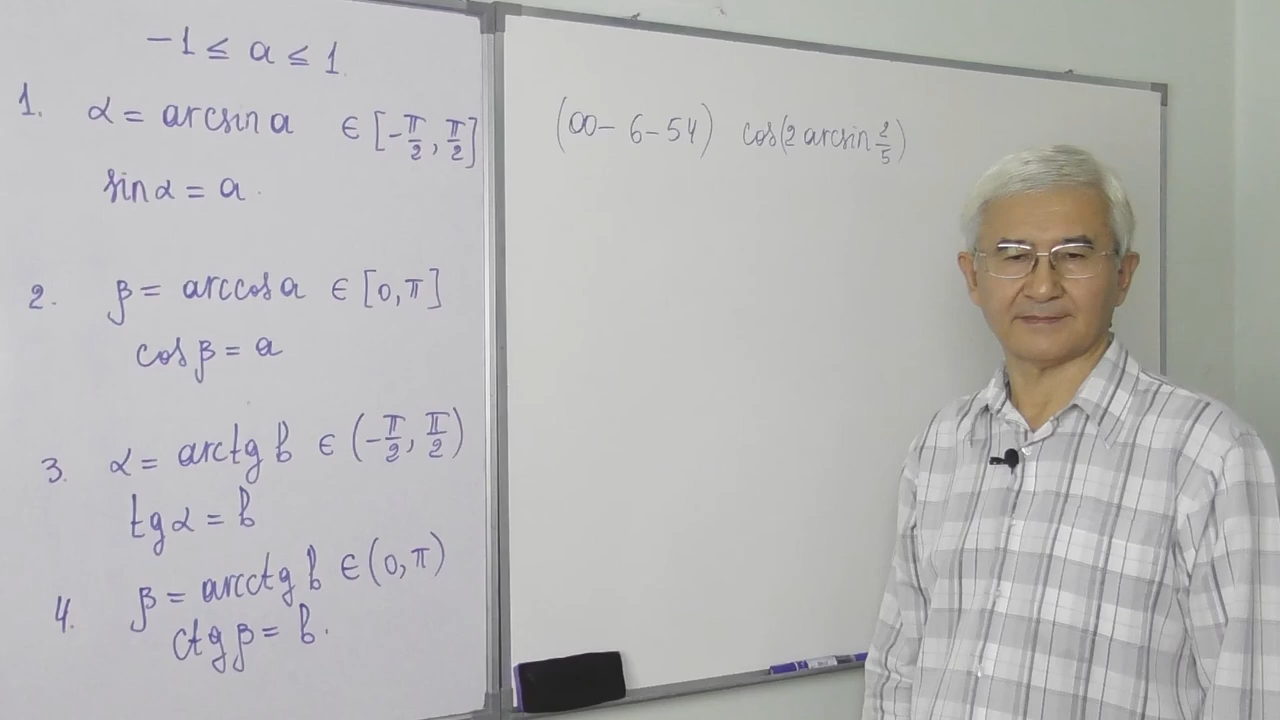 -1 ≤ a ≤ 1.
1. α = arcsin a ∈ [-π/2, π/2]
sin α = a.
2. β = arccos a ∈ [0, π]
cos β = a
3. α = arctg b ∈ (-π/2, π/2)
tg α = b
4. β = arcctg b ∈ (0, π)
ctg β = b.
(00-6-54) cos(2 arcsin 2/5)